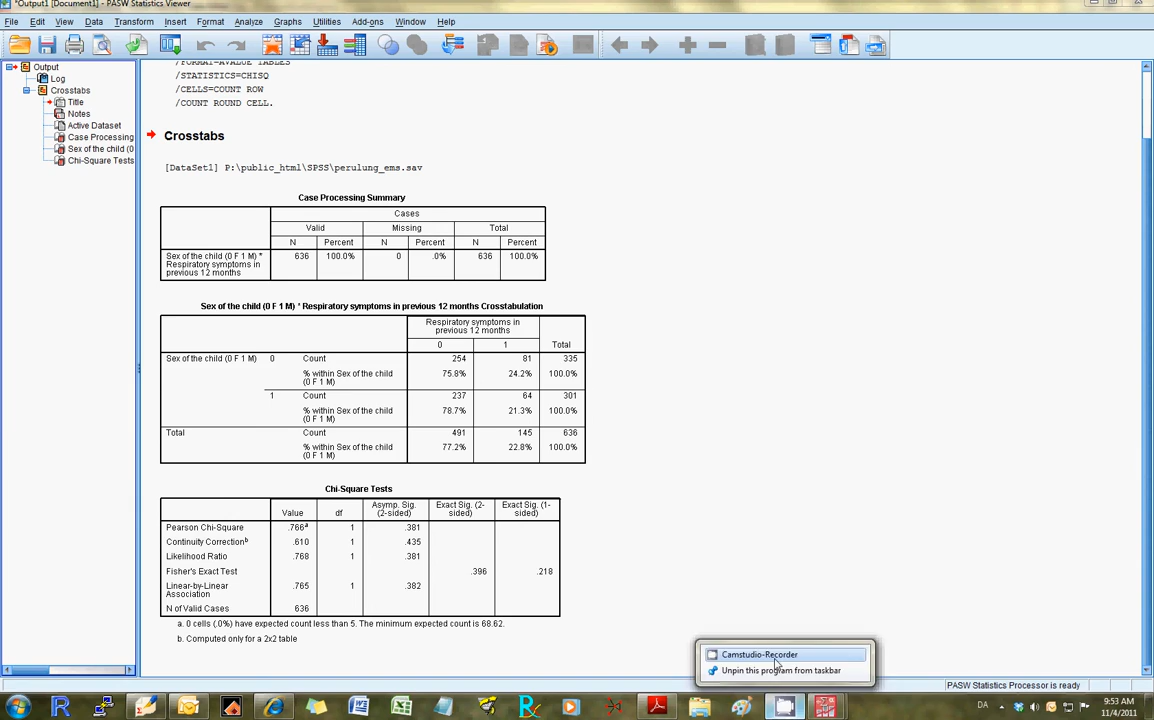 *Output1 [Document1] - PASW Statistics Viewer
File Edit View Data Transform Insert Format Analyze Graphs Utilities Add-ons Window Help
Output
Log
Crosstabs
Title
Notes
Active Dataset
Case Processing
Sex of the child (0
Chi-Square Tests
/FORMAT=AVALUE TABLES
/STATISTICS=CHISQ
/CELLS=COUNT ROW
/COUNT ROUND CELL.
Crosstabs
[DataSet1] P:\public_html\SPSS\perulung_ems.sav
Case Processing Summary
Cases
Valid Missing Total
N Percent N Percent N Percent
Sex of the child (0 F 1 M) * 636 100.0% 0 .0% 636 100.0%
Respiratory symptoms in
previous 12 months
Sex of the child (0 F 1 M) * Respiratory symptoms in previous 12 months Crosstabulation
Respiratory symptoms in
previous 12 months
0 1 Total
Sex of the child (0 F 1 M) 0 Count 254 81 335
% within Sex of the child 75.8% 24.2% 100.0%
(0 F 1 M)
1 Count 237 64 301
% within Sex of the child 78.7% 21.3% 100.0%
(0 F 1 M)
Total Count 491 145 636
% within Sex of the child 77.2% 22.8% 100.0%
(0 F 1 M)
Chi-Square Tests
Value df Asymp. Sig. (2-sided) Exact Sig. (2-sided) Exact Sig. (1-sided)
Pearson Chi-Square .766a 1 .381
Continuity Correctionb .610 1 .435
Likelihood Ratio .768 1 .381
Fisher's Exact Test .396 .218
Linear-by-Linear .765 1 .382
Association
N of Valid Cases 636
a. 0 cells (.0%) have expected count less than 5. The minimum expected count is 68.62.
b. Computed only for a 2x2 table
Camstudio-Recorder
Unpin this program from taskbar
PASW Statistics Processor is ready
DA
9:53 AM
11/4/2011